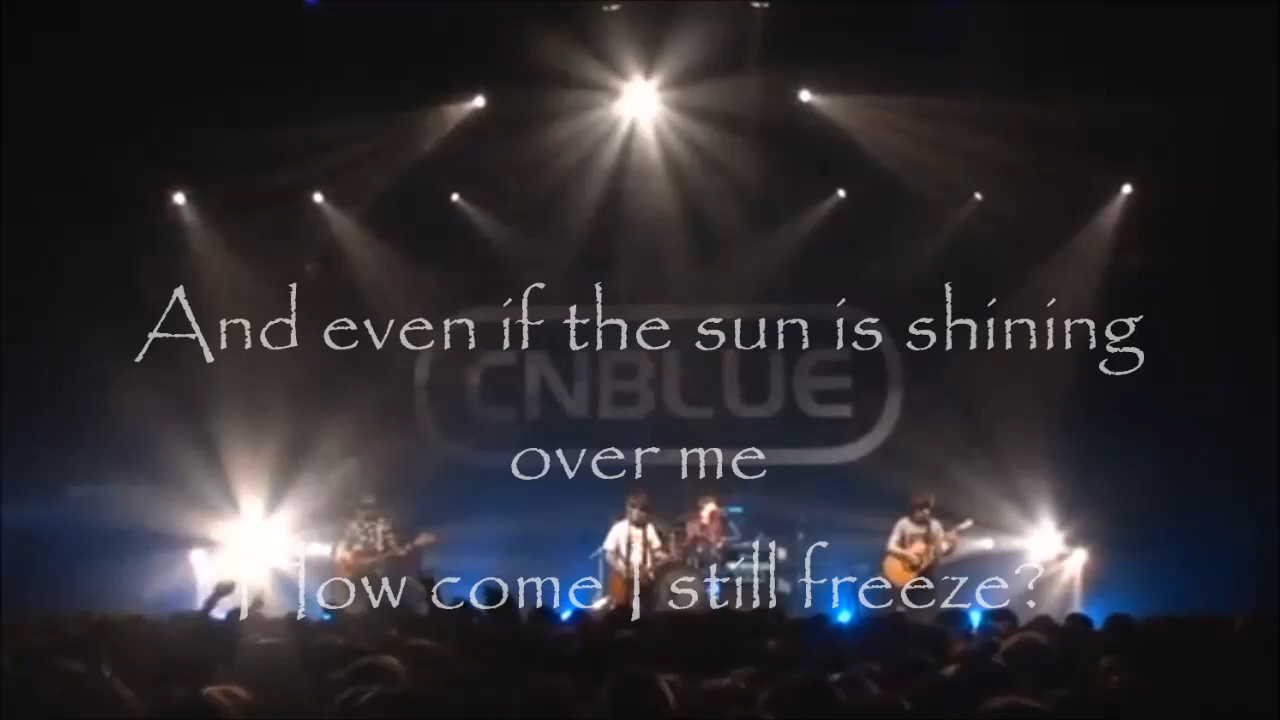 And even if the sun is shining
CNBLUE
over me
How come I still freeze?